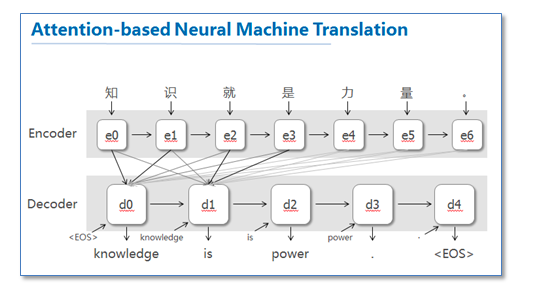 Attention-based Neural Machine Translation
知 识 就 是 力 量 。
Encoder e0 e1 e2 e3 e4 e5 e6
Decoder d0 d1 d2 d3 d4
<EOS> knowledge is power .
knowledge is power . <EOS>